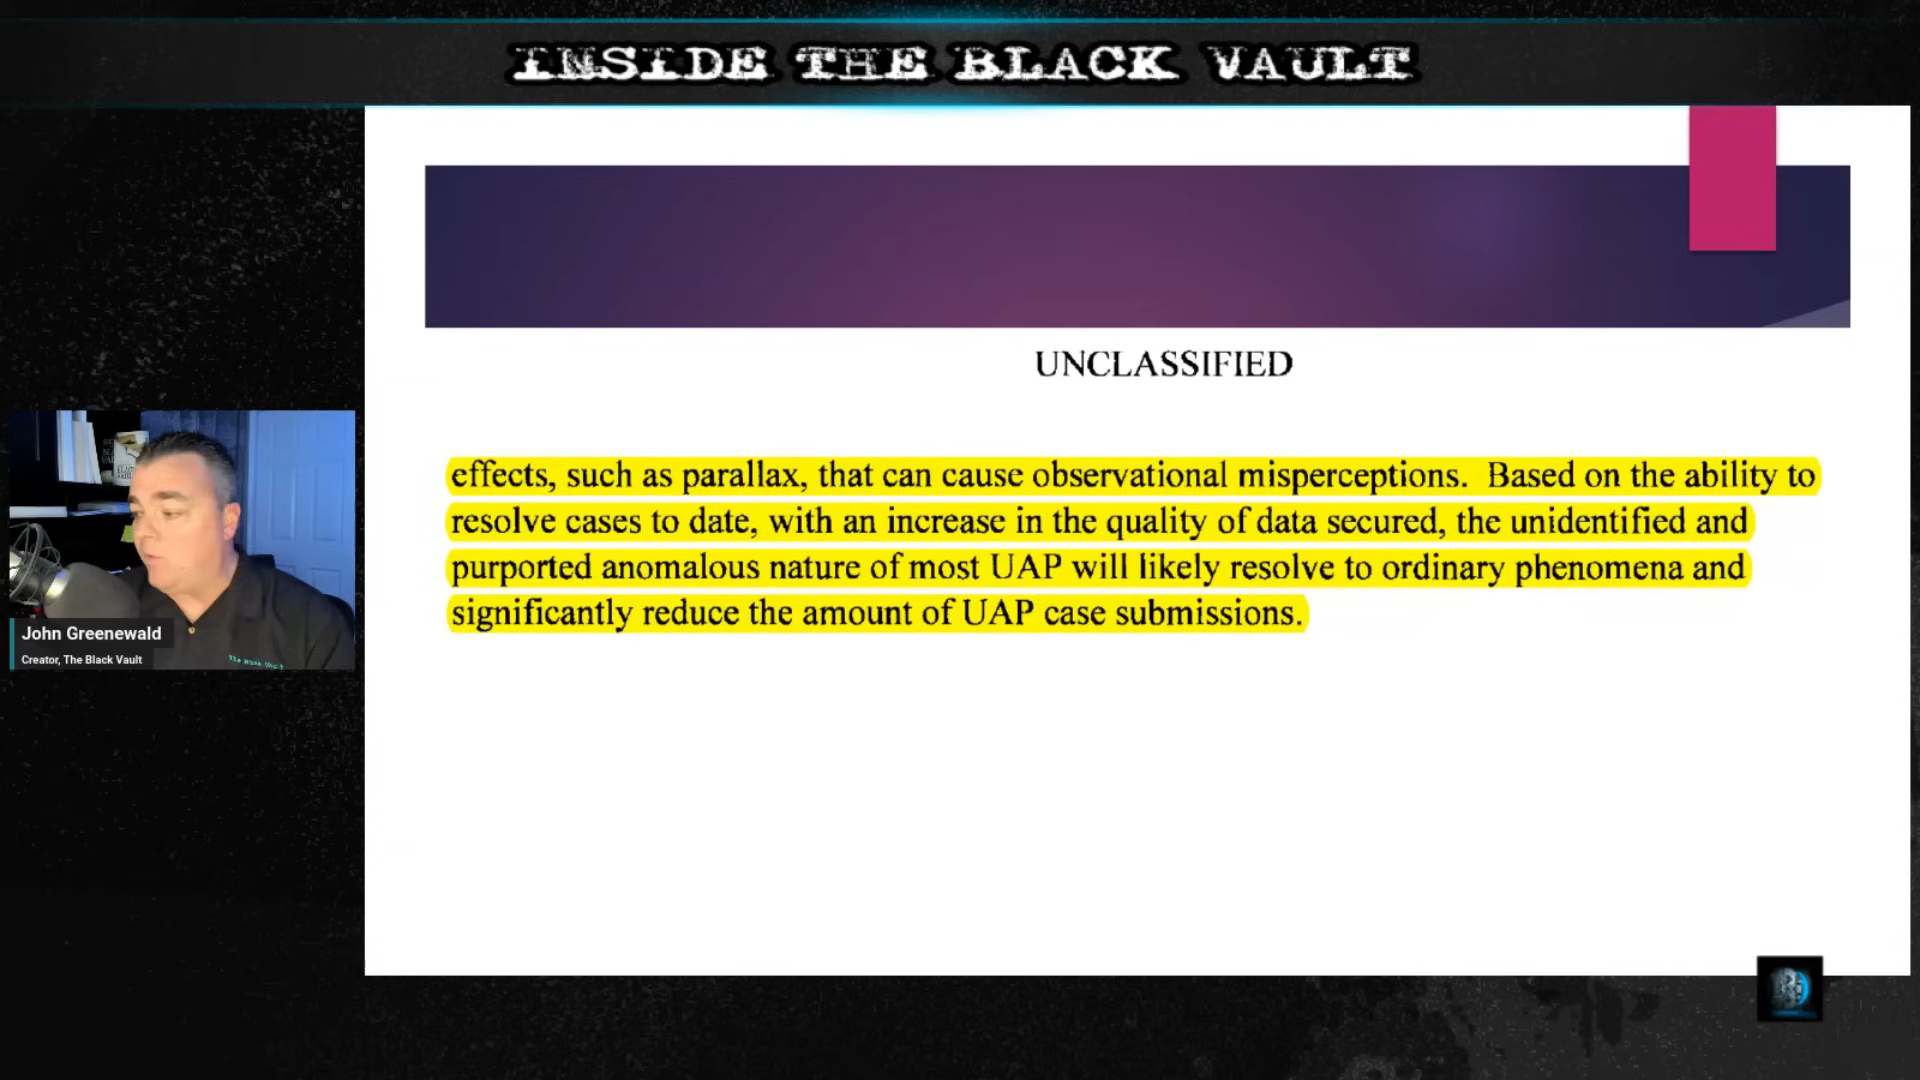 INSIDE THE BLACK VAULT
UNCLASSIFIED
effects, such as parallax, that can cause observational misperceptions. Based on the ability to
resolve cases to date, with an increase in the quality of data secured, the unidentified and
purported anomalous nature of most UAP will likely resolve to ordinary phenomena and
significantly reduce the amount of UAP case submissions.
John Greenewald
Creator, The Black Vault
The Black Vault